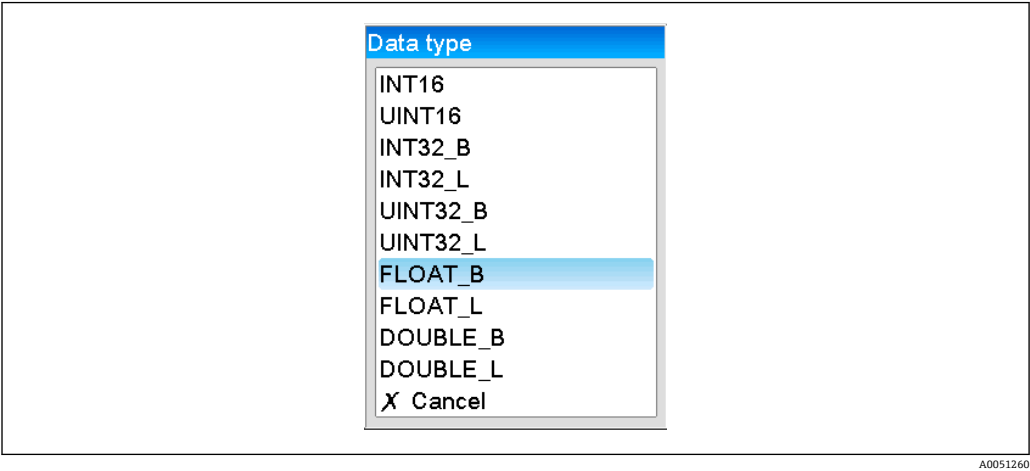 Data type
INT16
UINT16
INT32_B
INT32_L
UINT32_B
UINT32_L
FLOAT_B
FLOAT_L
DOUBLE_B
DOUBLE_L
X Cancel
A0051260